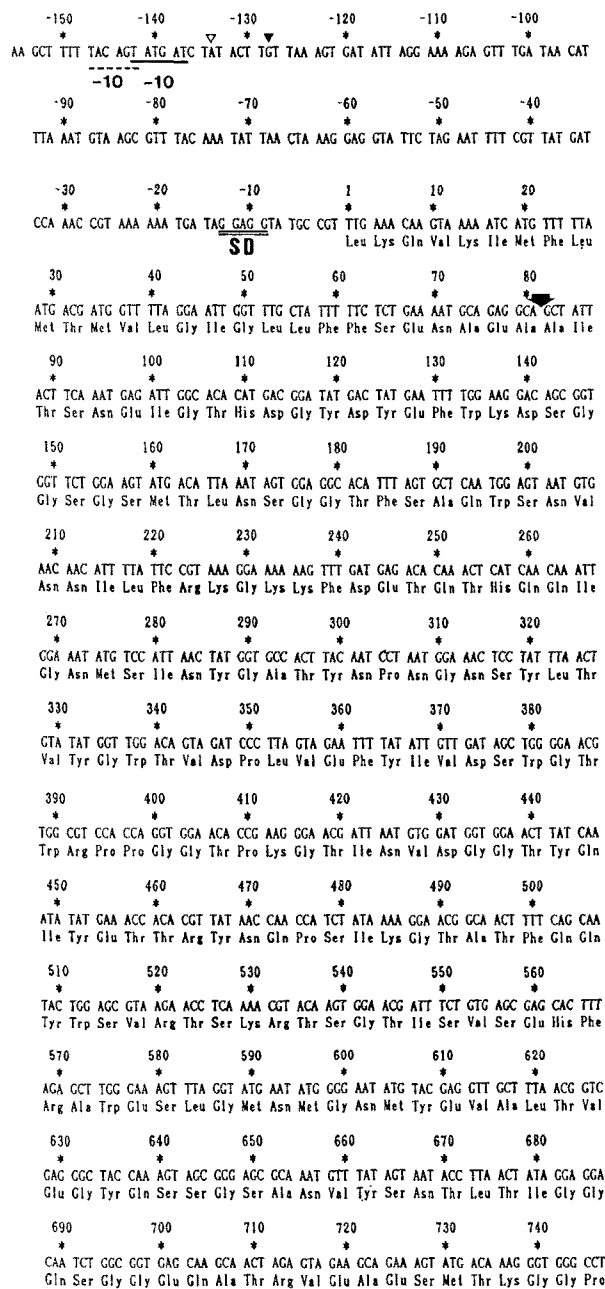 -150 -140 -130 -120 -110 -100
* * * * * *
AA GCT TTT TAC AGT ATG ATC TAT ACT TGT TAA AGT GAT ATT AGG AAA AGA GTT TGA TAA CAT
-10 -10
-90 -80 -70 -60 -50 -40
* * * * * *
TTA AAT GTA AGC GTT TAC AAA TAT TAA CTA AAG GAG GTA TTC TAG AAT TTT CGT TAT GAT
-30 -20 -10 1 10 20
* * * * * *
CCA AAC CGT AAA AAA TGA TAG GAG GTA TGC CGT TTG AAA CAA GTA AAA ATC ATG TTT TTA
SD Leu Lys Gln Val Lys Ile Met Phe Leu
30 40 50 60 70 80
* * * * * *
ATG ACG ATG GTT TTA GGA ATT GGT TTG CTA TTT TTC TCT GAA AAT GCA GAG GCA GCT ATT
Met Thr Met Val Leu Gly Ile Gly Leu Leu Phe Phe Ser Glu Asn Ala Glu Ala Ala Ile
90 100 110 120 130 140
* * * * * *
ACT TCA AAT GAG ATT GGC ACA CAT GAC GGA TAT GAC TAT GAA TTT TGG AAG GAC AGC GGT
Thr Ser Asn Glu Ile Gly Thr His Asp Gly Tyr Asp Tyr Glu Phe Trp Lys Asp Ser Gly
150 160 170 180 190 200
* * * * * *
GGT TCT GGA AGT ATG ACA TTA AAT AGT GGA GGC ACA TTT AGT GCT CAA TGG AGT AAT GTG
Gly Ser Gly Ser Met Thr Leu Asn Ser Gly Gly Thr Phe Ser Ala Gln Trp Ser Asn Val
210 220 230 240 250 260
* * * * * *
AAC AAC ATT TTA TTC CGT AAA GGA AAA AAG TTT GAT GAG ACA CAA ACT CAT CAA CAA ATT
Asn Asn Ile Leu Phe Arg Lys Gly Lys Lys Phe Asp Glu Thr Gln Thr His Gln Gln Ile
270 280 290 300 310 320
* * * * * *
GGA AAT ATG TCC ATT AAC TAT GGT GCC ACT TAC AAT CCT AAT GGA AAC TCC TAT TTA ACT
Gly Asn Met Ser Ile Asn Tyr Gly Ala Thr Tyr Asn Pro Asn Gly Asn Ser Tyr Leu Thr
330 340 350 360 370 380
* * * * * *
GTA TAT GGT TGG ACA GTA GAT CCC TTA GTA GAA TTT TAT ATT GTT GAT AGC TGG GGA ACG
Val Tyr Gly Trp Thr Val Asp Pro Leu Val Glu Phe Tyr Ile Val Asp Ser Trp Gly Thr
390 400 410 420 430 440
* * * * * *
TGG CGT CCA CCA GGT GGA ACA CCG AAG GGA ACG ATT AAT GTG GAT GGT GGA ACT TAT CAA
Trp Arg Pro Pro Gly Gly Thr Pro Lys Gly Thr Ile Asn Val Asp Gly Gly Thr Tyr Gln
450 460 470 480 490 500
* * * * * *
ATA TAT GAA ACC ACA CGT TAT AAC CAA CCA TCT ATA AAA GGA ACG GCA ACT TTT CAG CAA
Ile Tyr Glu Thr Thr Arg Tyr Asn Gln Pro Ser Ile Lys Gly Thr Ala Thr Phe Gln Gln
510 520 530 540 550 560
* * * * * *
TAC TGG AGC GTA AGA ACC TCA AAA CGT ACA AGT GGA ACG ATT TCT GTG AGC GAG CAC TTT
Tyr Trp Ser Val Arg Thr Ser Lys Arg Thr Ser Gly Thr Ile Ser Val Ser Glu His Phe
570 580 590 600 610 620
* * * * * *
AGA GCT TGG GAA AGT TTA GGT ATG AAT ATG GGG AAT ATG TAC GAG GTT GCT TTA ACG GTC
Arg Ala Trp Glu Ser Leu Gly Met Asn Met Gly Asn Met Tyr Glu Val Ala Leu Thr Val
630 640 650 660 670 680
* * * * * *
GAG GGC TAC CAA AGT AGC GGG AGC GCA AAT GTT TAT AGT AAT ACC TTA ACT ATA GGA GGA
Glu Gly Tyr Gln Ser Ser Gly Ser Ala Asn Val Tyr Ser Asn Thr Leu Thr Ile Gly Gly
690 700 710 720 730 740
* * * * * *
CAA TCT GGC GGT GAG CAA GCA ACT AGA GTA GAA GCA GAA AGT ATG ACA AAG GGT GGG CCT
Gln Ser Gly Gly Glu Gln Ala Thr Arg Val Glu Ala Glu Ser Met Thr Lys Gly Gly Pro